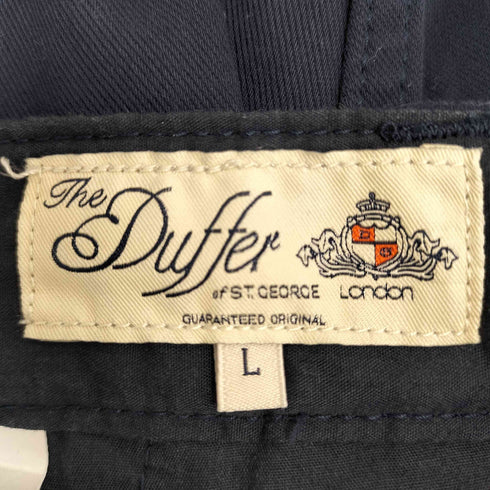 The
Duffer
of ST. GEORGE London
GUARANTEED ORIGINAL
L